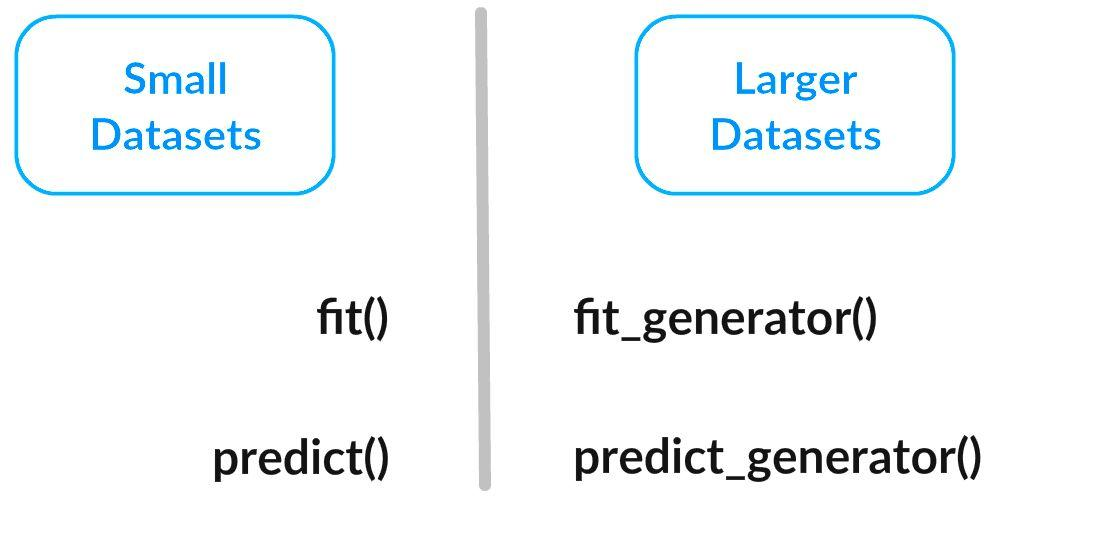 Small
Datasets
Larger
Datasets
fit()
fit_generator()
predict()
predict_generator()